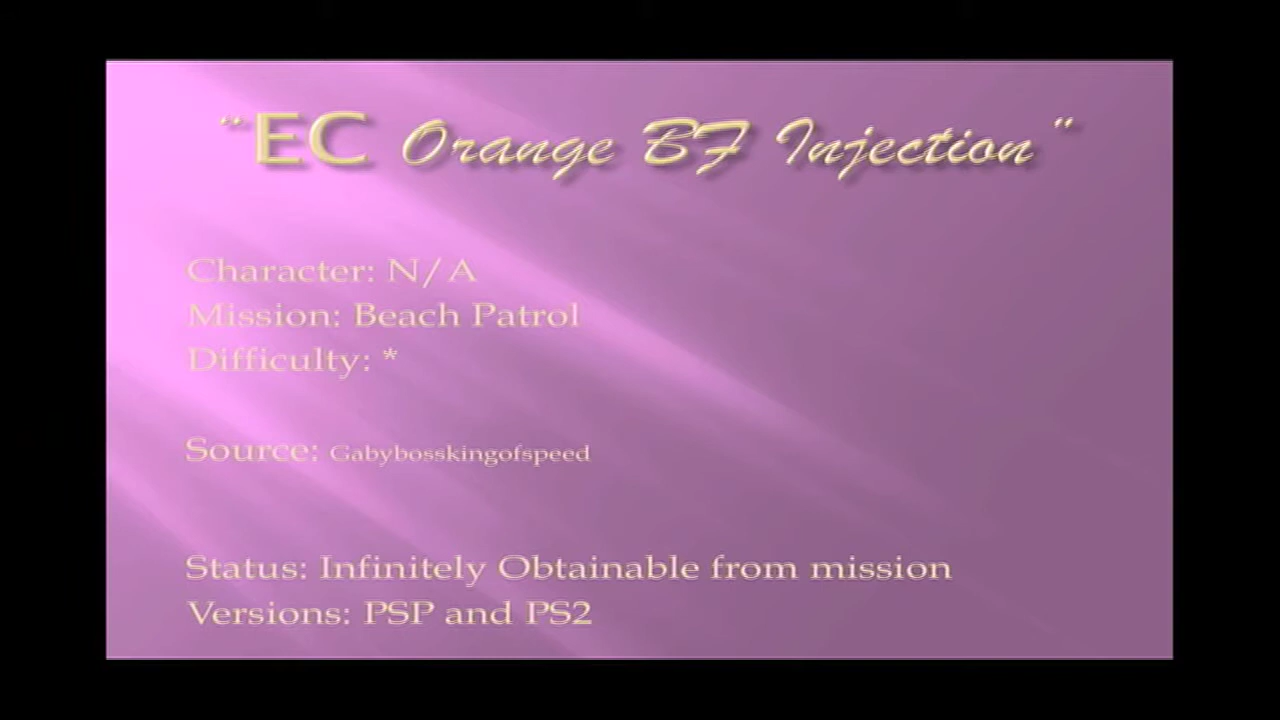 “EC Orange BF Injection“
Character: N/A
Mission: Beach Patrol
Difficulty: *
Source: Gabybosskingofspeed
Status: Infinitely Obtainable from mission
Versions: PSP and PS2